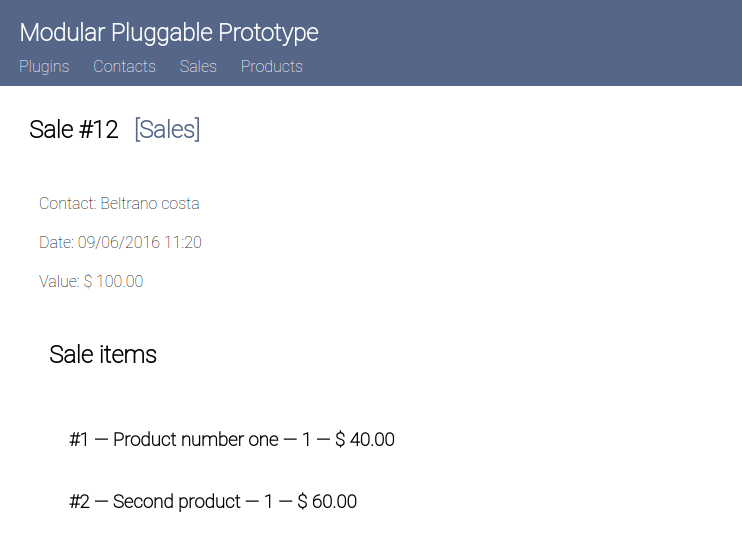 Modular Pluggable Prototype
Plugins Contacts Sales Products
Sale #12 [Sales]
Contact: Beltrano costa
Date: 09/06/2016 11:20
Value: $ 100.00
Sale items
#1 — Product number one — 1 — $ 40.00
#2 — Second product — 1 — $ 60.00